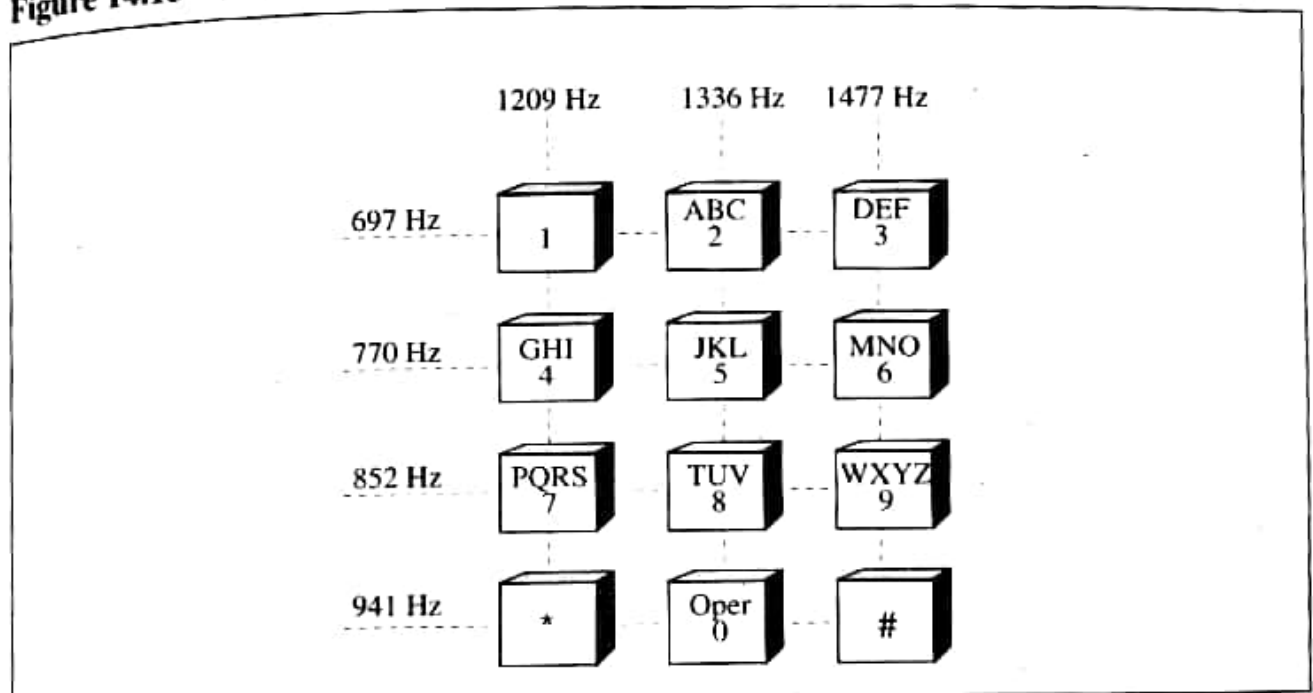 Figure
1209 Hz 1336 Hz 1477 Hz
697 Hz
1
ABC
2
DEF
3
770 Hz
GHI
4
JKL
5
MNO
6
852 Hz
PQRS
7
TUV
8
WXYZ
9
941 Hz
*
Oper
0
#